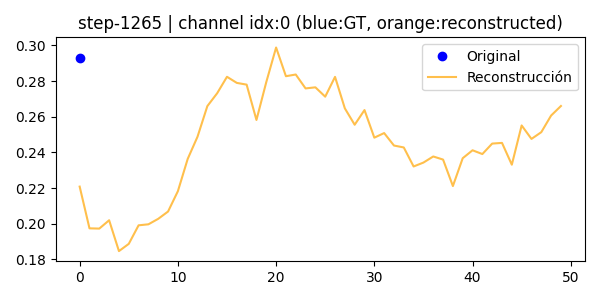 step-1265 | channel idx:0 (blue:GT, orange:reconstructed)
Original
Reconstrucción
0.30
0.28
0.26
0.24
0.22
0.20
0.18
0 10 20 30 40 50